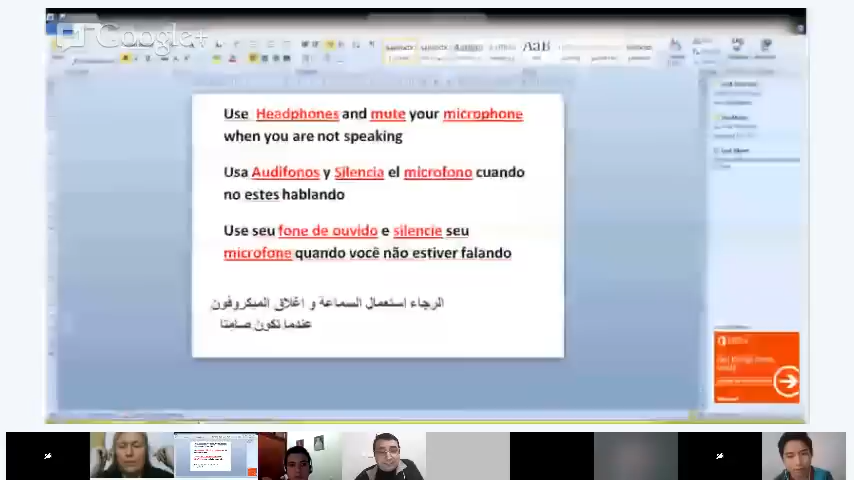 Google+
AaB
Use Headphones and mute your microphone
when you are not speaking
Usa Audifonos y Silencia el microfono cuando
no estes hablando
Use seu fone de ouvido e silencie seu
microfone quando você não estiver falando
الرجاء إستعمال السماعة و اغلاق الميكروفون
عندما تكون صامتا